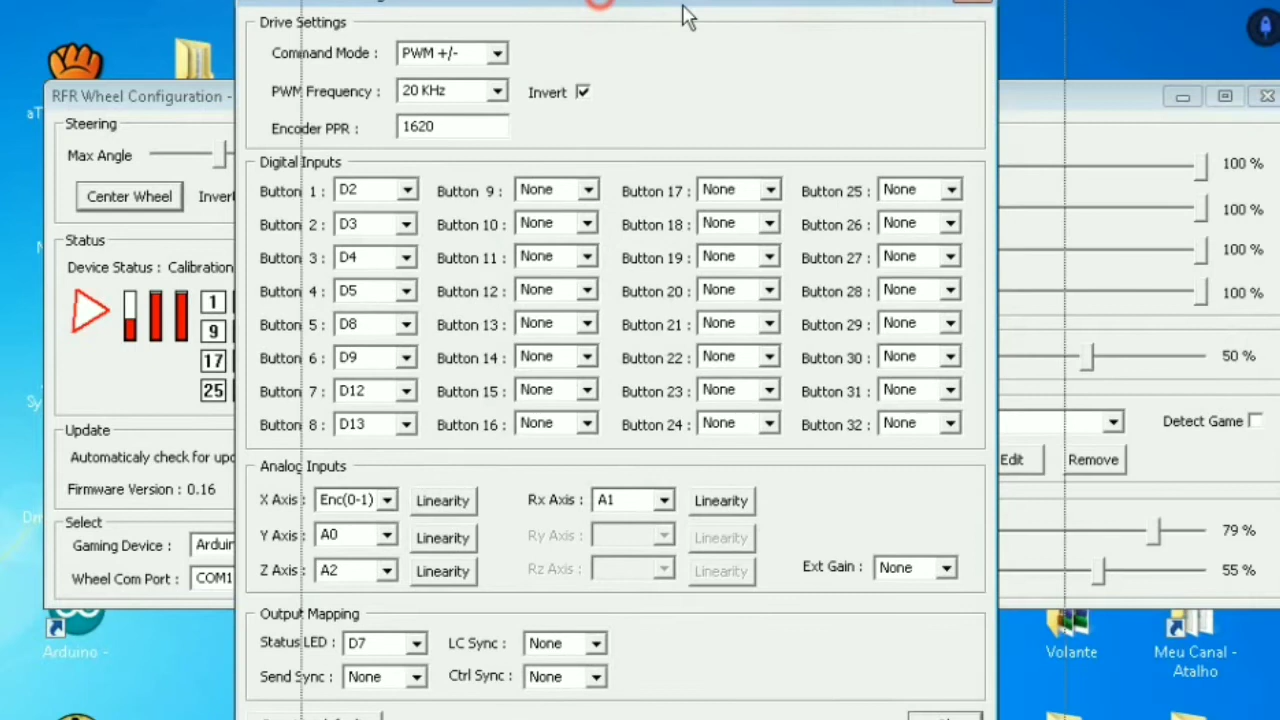 Drive Settings
Command Mode : PWM +/-
PWM Frequency : 20 KHz Invert
Encoder PPR : 1620
Digital Inputs
Button 1 : D2 Button 9 : None Button 17 : None Button 25 : None
Button 2 : D3 Button 10 : None Button 18 : None Button 26 : None
Button 3 : D4 Button 11 : None Button 19 : None Button 27 : None
Button 4 : D5 Button 12 : None Button 20 : None Button 28 : None
Button 5 : D8 Button 13 : None Button 21 : None Button 29 : None
Button 6 : D9 Button 14 : None Button 22 : None Button 30 : None
Button 7 : D12 Button 15 : None Button 23 : None Button 31 : None
Button 8 : D13 Button 16 : None Button 24 : None Button 32 : None
Analog Inputs
X Axis : Enc(0-1) Linearity Rx Axis : A1 Linearity
Y Axis : A0 Linearity Ry Axis : Linearity
Z Axis : A2 Linearity Rz Axis : Linearity Ext Gain : None
Output Mapping
Status LED : D7 LC Sync : None
Send Sync : None Ctrl Sync : None
RFR Wheel Configuration -
Steering
Max Angle
Center Wheel Inver
Status
Device Status : Calibration
1
9
17
25
Update
Automaticaly check for upd
Firmware Version : 0.16
Select
Gaming Device : Arduin
Wheel Com Port : COM1
100 %
100 %
100 %
100 %
50 %
Detect Game
Edit Remove
79 %
55 %
Arduino -
Volante
Meu Canal -
Atalho